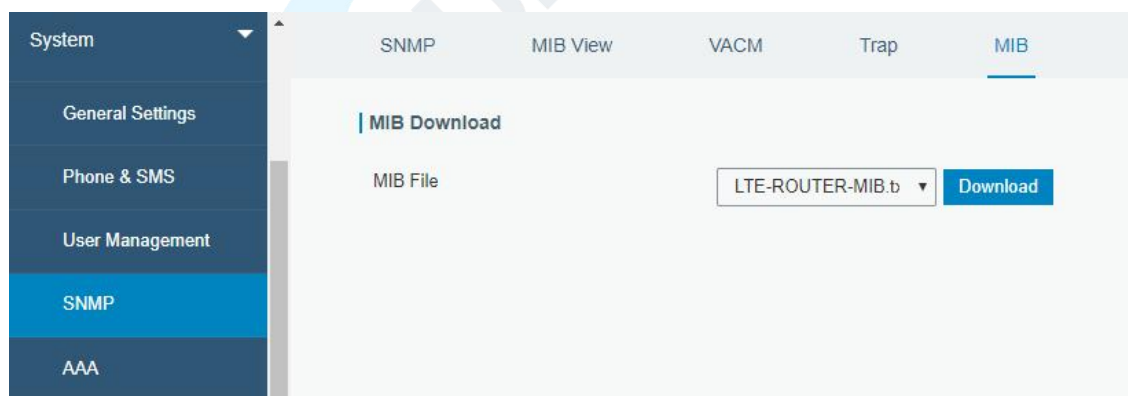 System
SNMP MIB View VACM Trap MIB
General Settings
MIB Download
Phone & SMS
MIB File LTE-ROUTER-MIB.t Download
User Management
SNMP
AAA